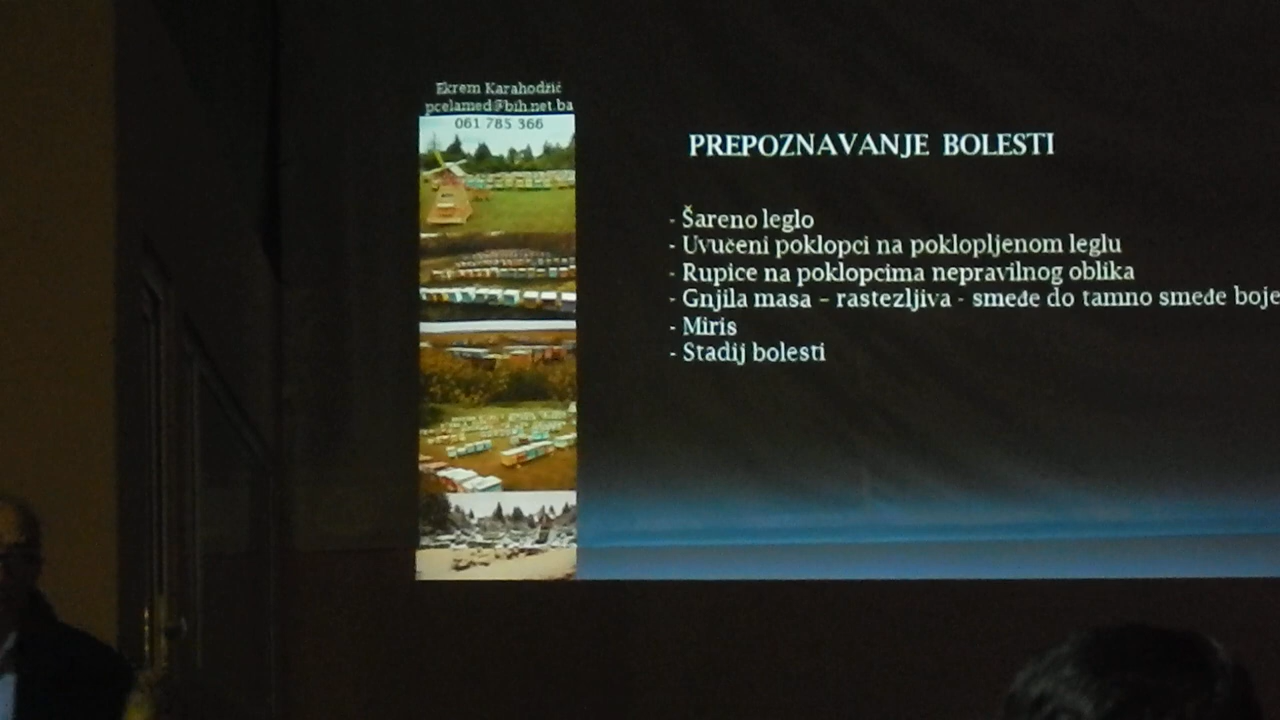 Ekrem Karahodžić
pcelamed@bih.net.ba
061 785 366
PREPOZNAVANJE BOLESTI
- Šareno leglo
- Uvučeni poklopci na poklopljenom leglu
- Rupice na poklopcima nepravilnog oblika
- Gnjila masa – rastezljiva - smeđe do tamno smeđe boje
- Miris
- Stadij bolesti